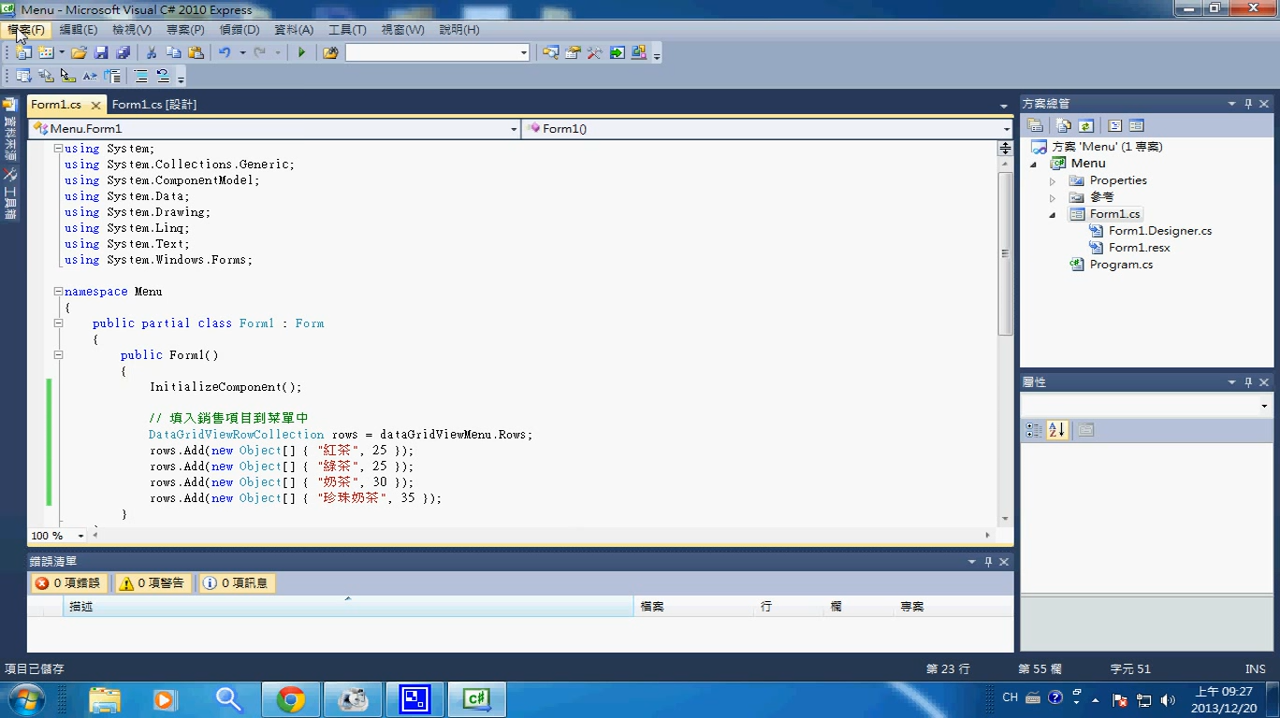 Menu - Microsoft Visual C# 2010 Express
檔案(F) 編輯(E) 檢視(V) 專案(P) 偵錯(D) 資料(A) 工具(T) 視窗(W) 說明(H)
Form1.cs Form1.cs [設計]
Menu.Form1 Form1()
資料來源
工具箱
using System;
using System.Collections.Generic;
using System.ComponentModel;
using System.Data;
using System.Drawing;
using System.Linq;
using System.Text;
using System.Windows.Forms;
namespace Menu
{
public partial class Form1 : Form
{
public Form1()
{
InitializeComponent();
// 填入銷售項目到菜單中
DataGridViewRowCollection rows = dataGridViewMenu.Rows;
rows.Add(new Object[] { "紅茶", 25 });
rows.Add(new Object[] { "綠茶", 25 });
rows.Add(new Object[] { "奶茶", 30 });
rows.Add(new Object[] { "珍珠奶茶", 35 });
}
100 %
方案總管
方案 'Menu' (1 專案)
Menu
Properties
參考
Form1.cs
Form1.Designer.cs
Form1.resx
Program.cs
屬性
錯誤清單
0 項錯誤 0 項警告 0 項訊息
描述 檔案 行 欄 專案
項目已儲存 第 23 行 第 55 欄 字元 51 INS
CH 上午 09:27
2013/12/20